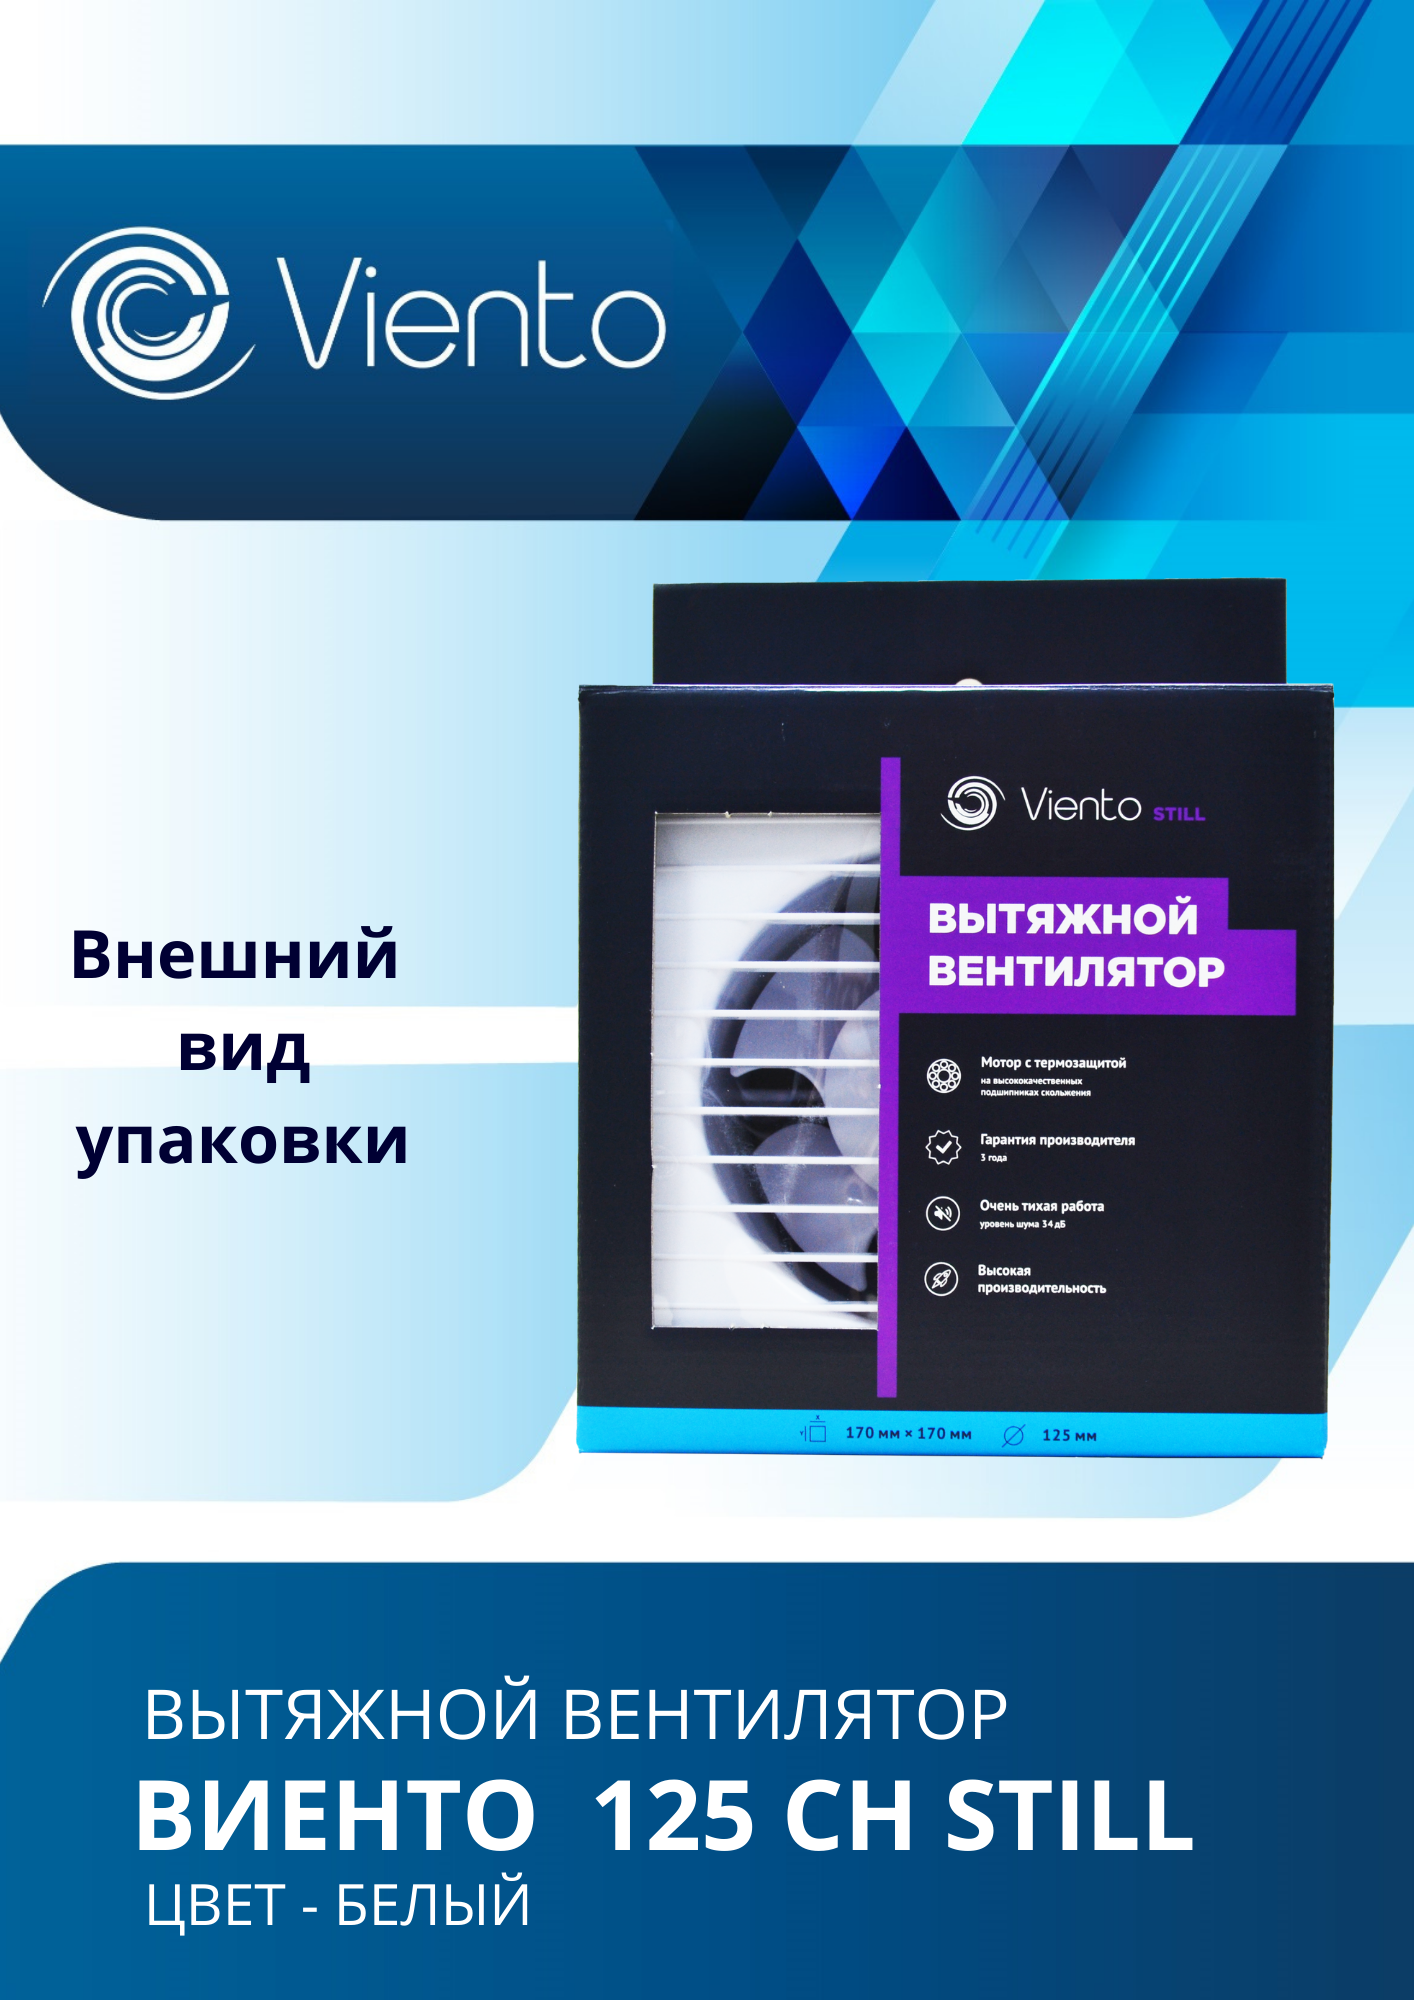 Viento
Внешний
вид
упаковки
Viento STILL
ВЫТЯЖНОЙ
ВЕНТИЛЯТОР
Мотор с термозащитой
на высококачественных
подшипниках скольжения
Гарантия производителя
3 года
Очень тихая работа
уровень шума 34 дБ
Высокая
производительность
X
Y
170 мм × 170 мм
125 мм
ВЫТЯЖНОЙ ВЕНТИЛЯТОР
ВИЕНТО 125 СН STILL
ЦВЕТ - БЕЛЫЙ